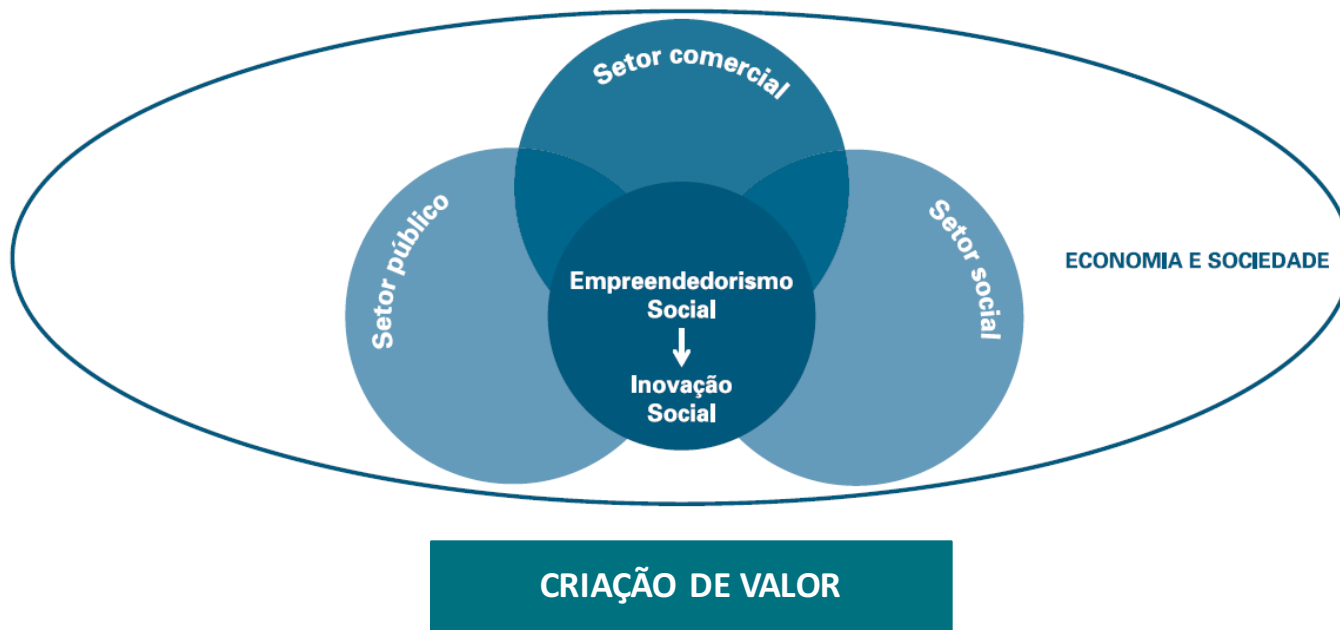 Setor comercial
Setor público
Setor social
ECONOMIA E SOCIEDADE
Empreendedorismo
Social
Inovação
Social
CRIAÇÃO DE VALOR